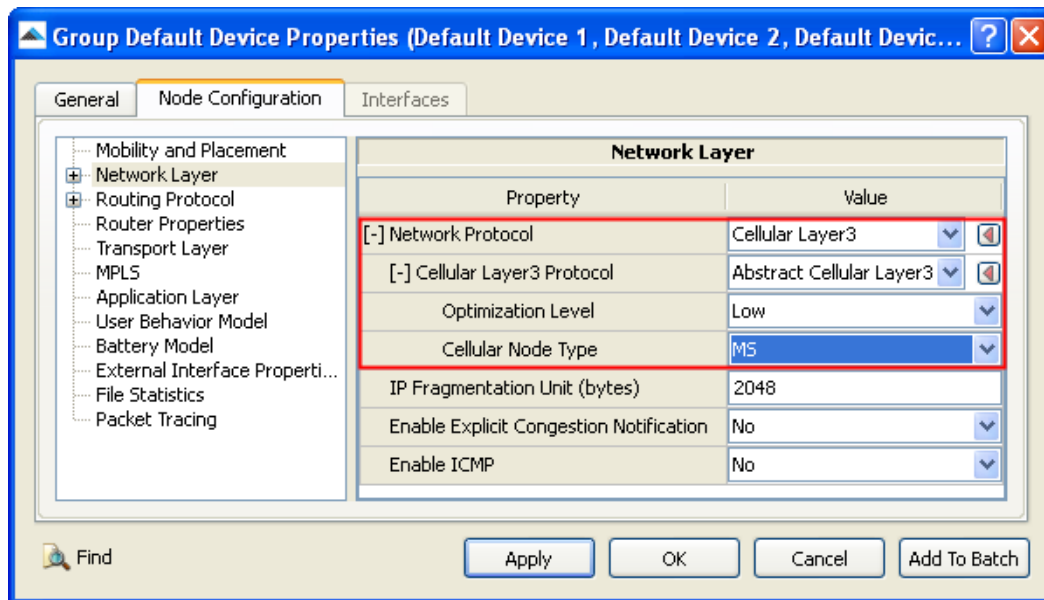 Group Default Device Properties (Default Device 1, Default Device 2, Default Devic... ? X
General Node Configuration Interfaces
Mobility and Placement
Network Layer
Routing Protocol
Router Properties
Transport Layer
MPLS
Application Layer
User Behavior Model
Battery Model
External Interface Properti...
File Statistics
Packet Tracing
Network Layer
Property Value
[-] Network Protocol Cellular Layer3
[-] Cellular Layer3 Protocol Abstract Cellular Layer3
Optimization Level Low
Cellular Node Type MS
IP Fragmentation Unit (bytes) 2048
Enable Explicit Congestion Notification No
Enable ICMP No
Find Apply OK Cancel Add To Batch